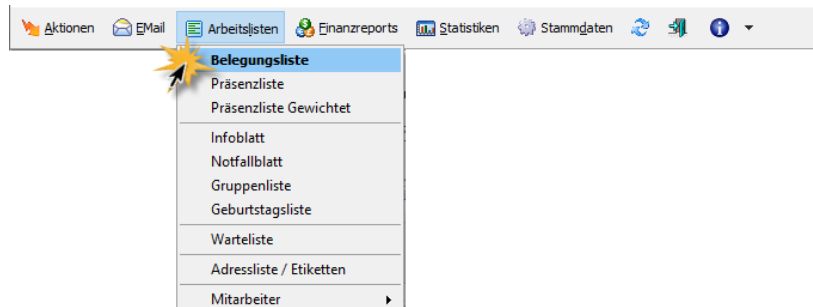 Aktionen EMail Arbeitslisten Finanzreports Statistiken Stammdaten
Belegungsliste
Präsenzliste
Präsenzliste Gewichtet
Infoblatt
Notfallblatt
Gruppenliste
Geburtstagsliste
Warteliste
Adressliste / Etiketten
Mitarbeiter